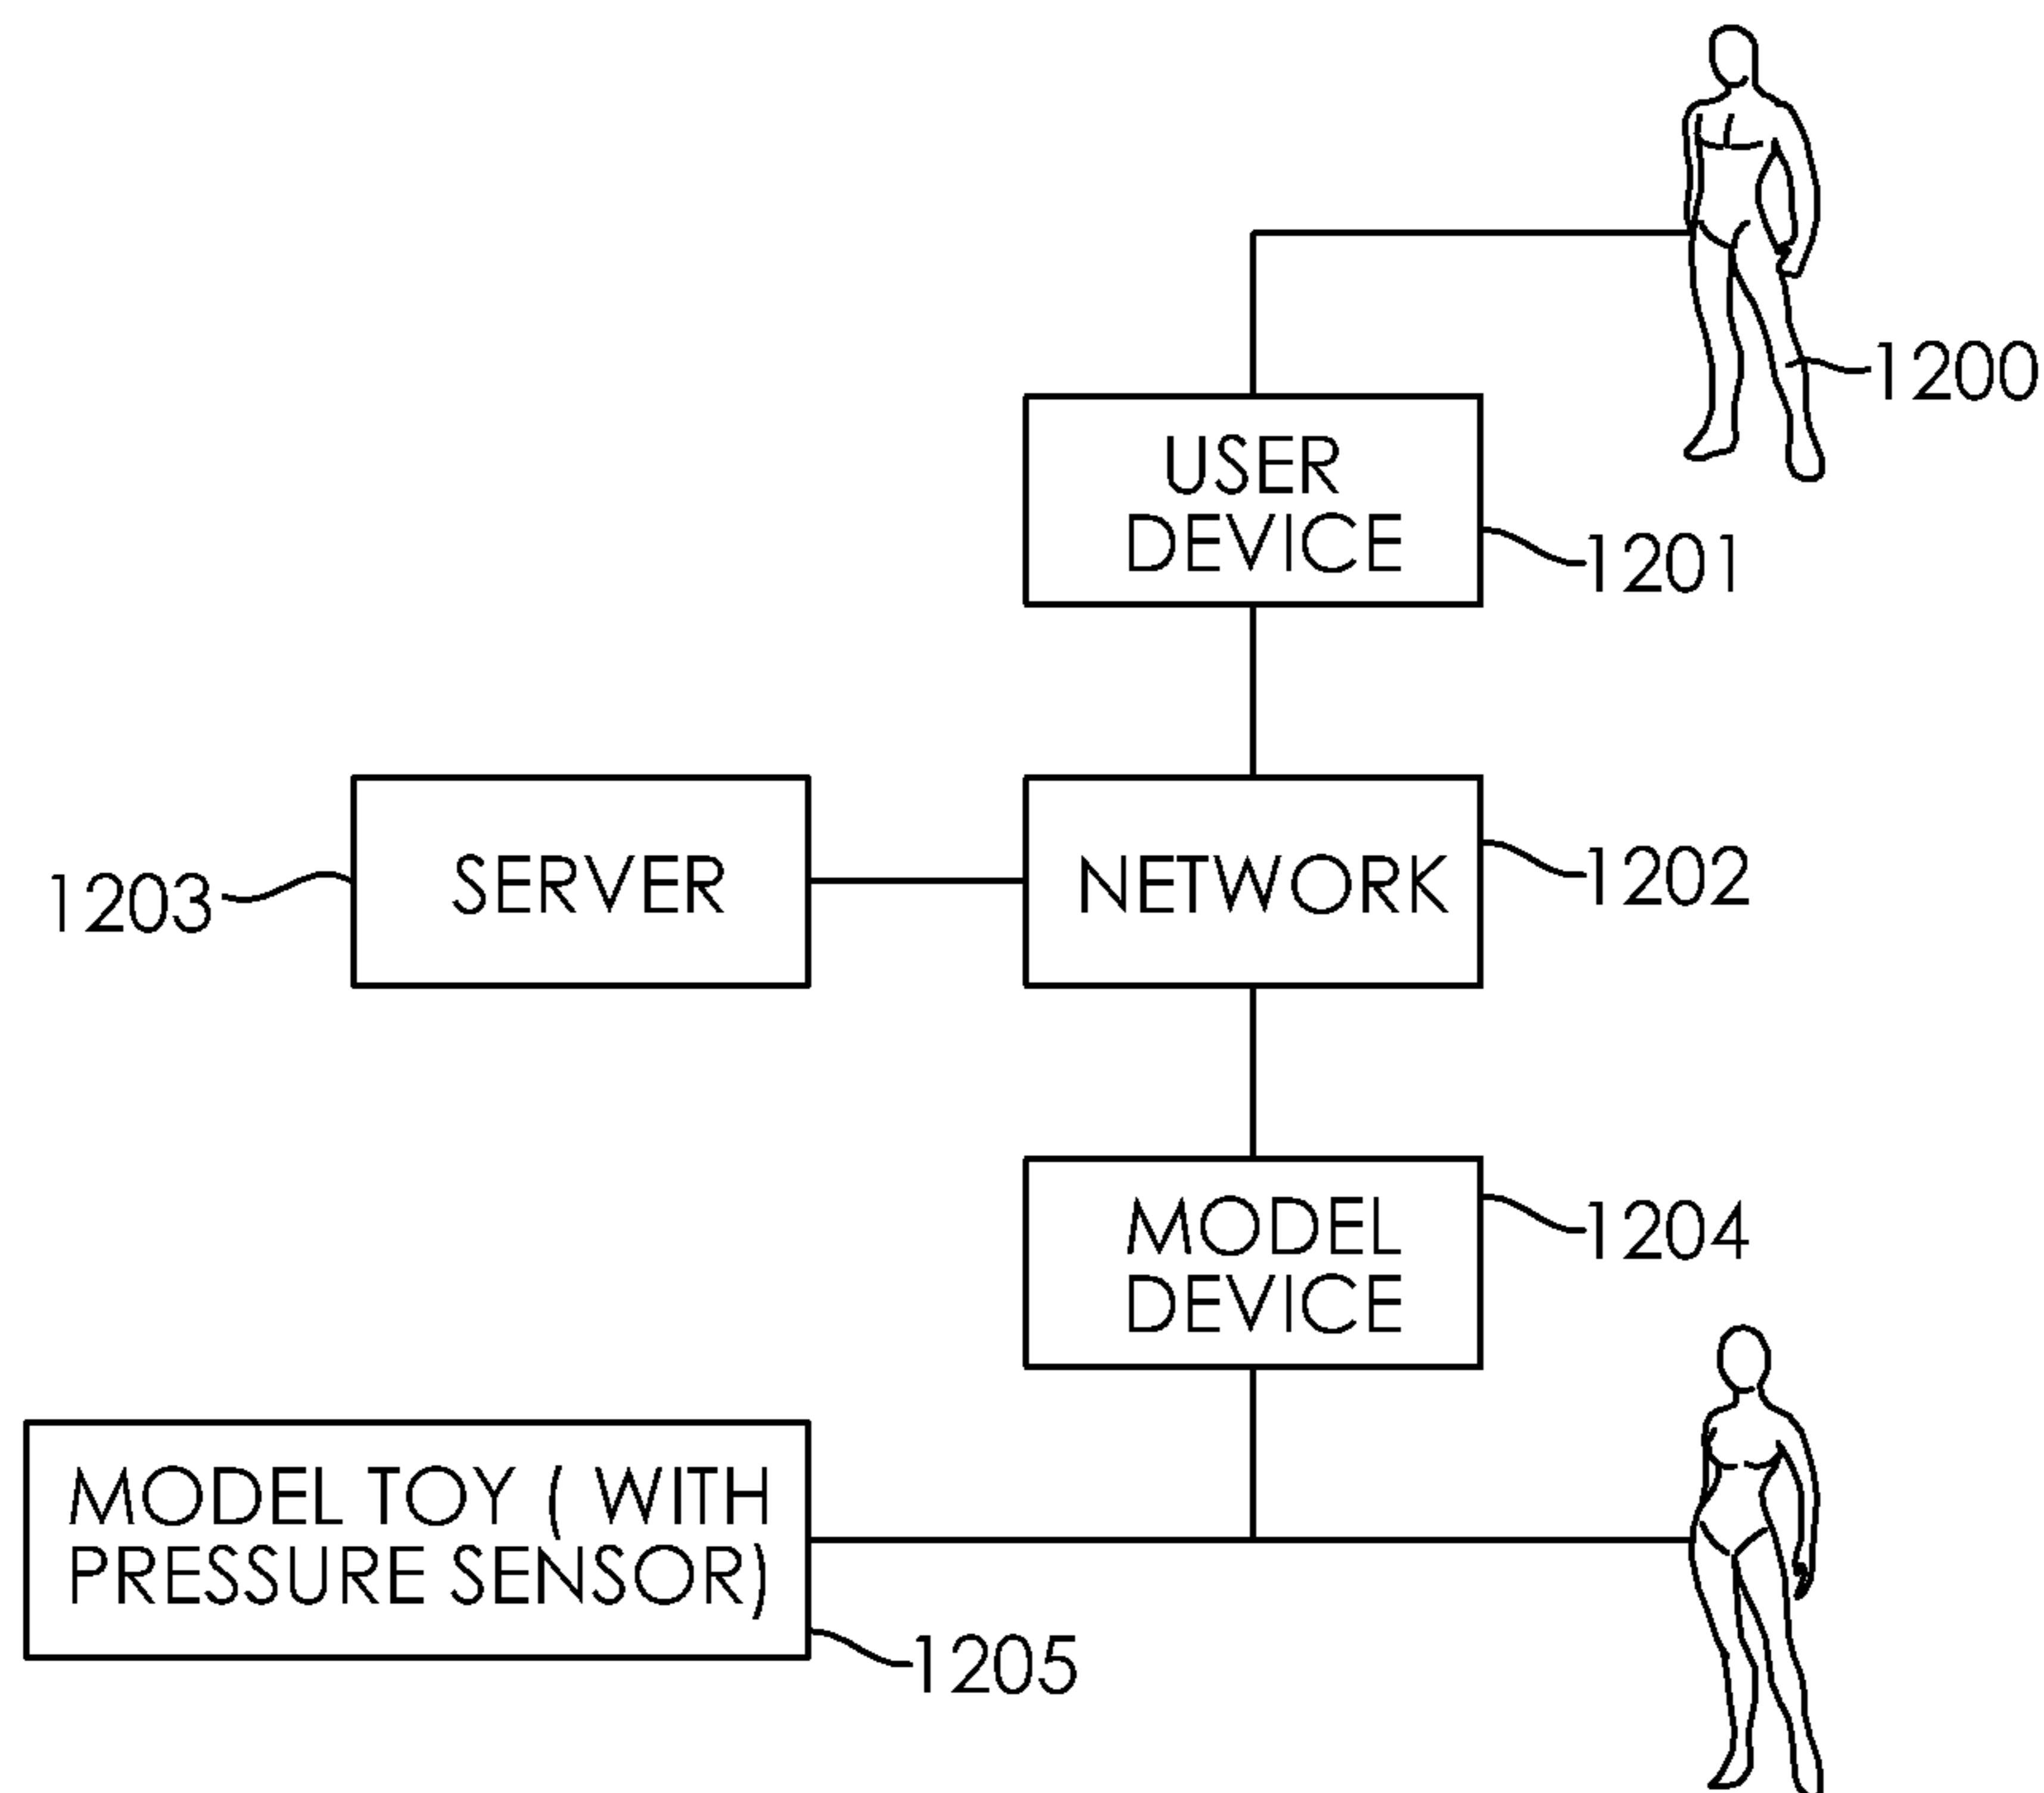 1200
USER
DEVICE
1201
SERVER
NETWORK
1202
1203
MODEL
DEVICE
1204
MODEL TOY ( WITH
PRESSURE SENSOR)
1205